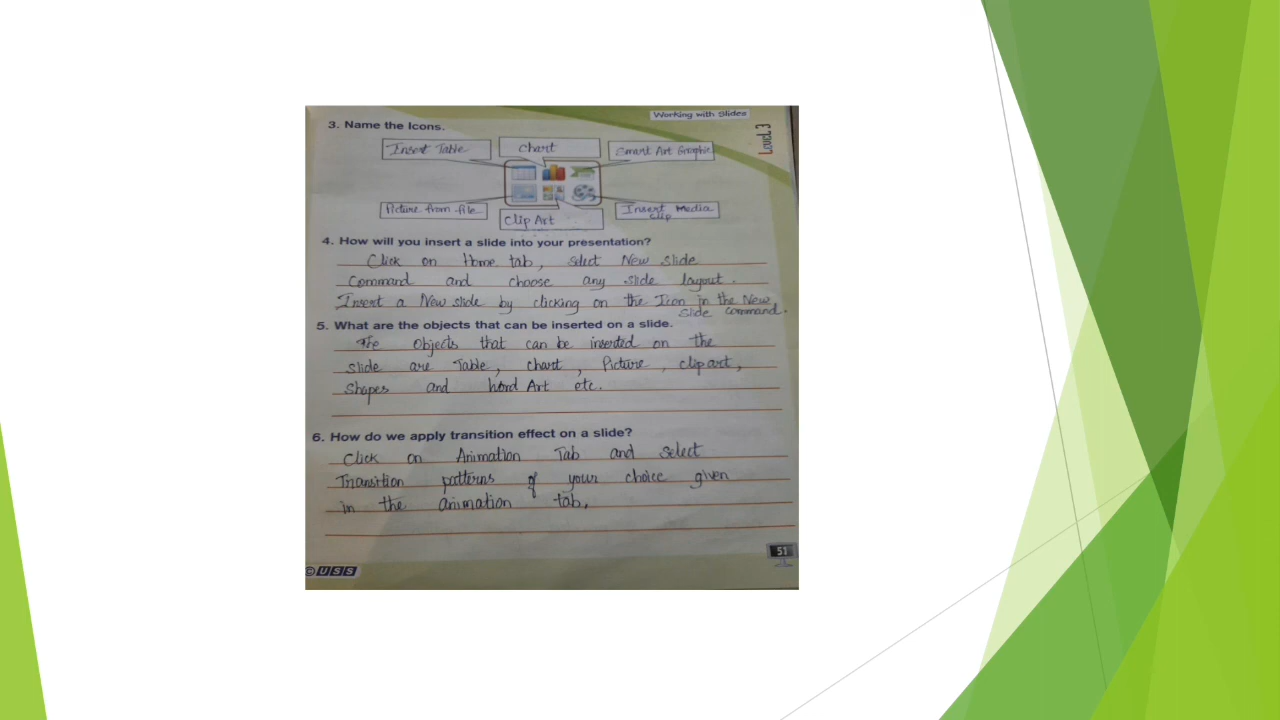 Working with Slides
Level 3
3. Name the Icons.
Insert Table
Chart
Smart Art Graphic
Picture from file
Clip Art
Insert Media
Clip
4. How will you insert a slide into your presentation?
Click on Home tab, select New slide
Command and choose any slide layout.
Insert a New slide by clicking on the Icon in the New
Slide Command.
5. What are the objects that can be inserted on a slide.
The Objects that can be inserted on the
slide are Table, chart, Picture, clip art,
shapes and Word Art etc.
6. How do we apply transition effect on a slide?
Click on Animation Tab and select
Transition patterns of your choice given
in the animation tab.
51
© USS